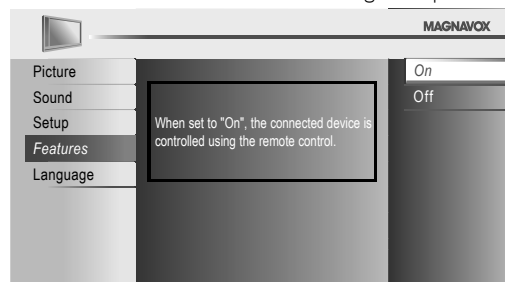 MAGNAVOX
Picture
Sound
Setup
Features
Language
When set to "On", the connected device is
controlled using the remote control.
On
Off